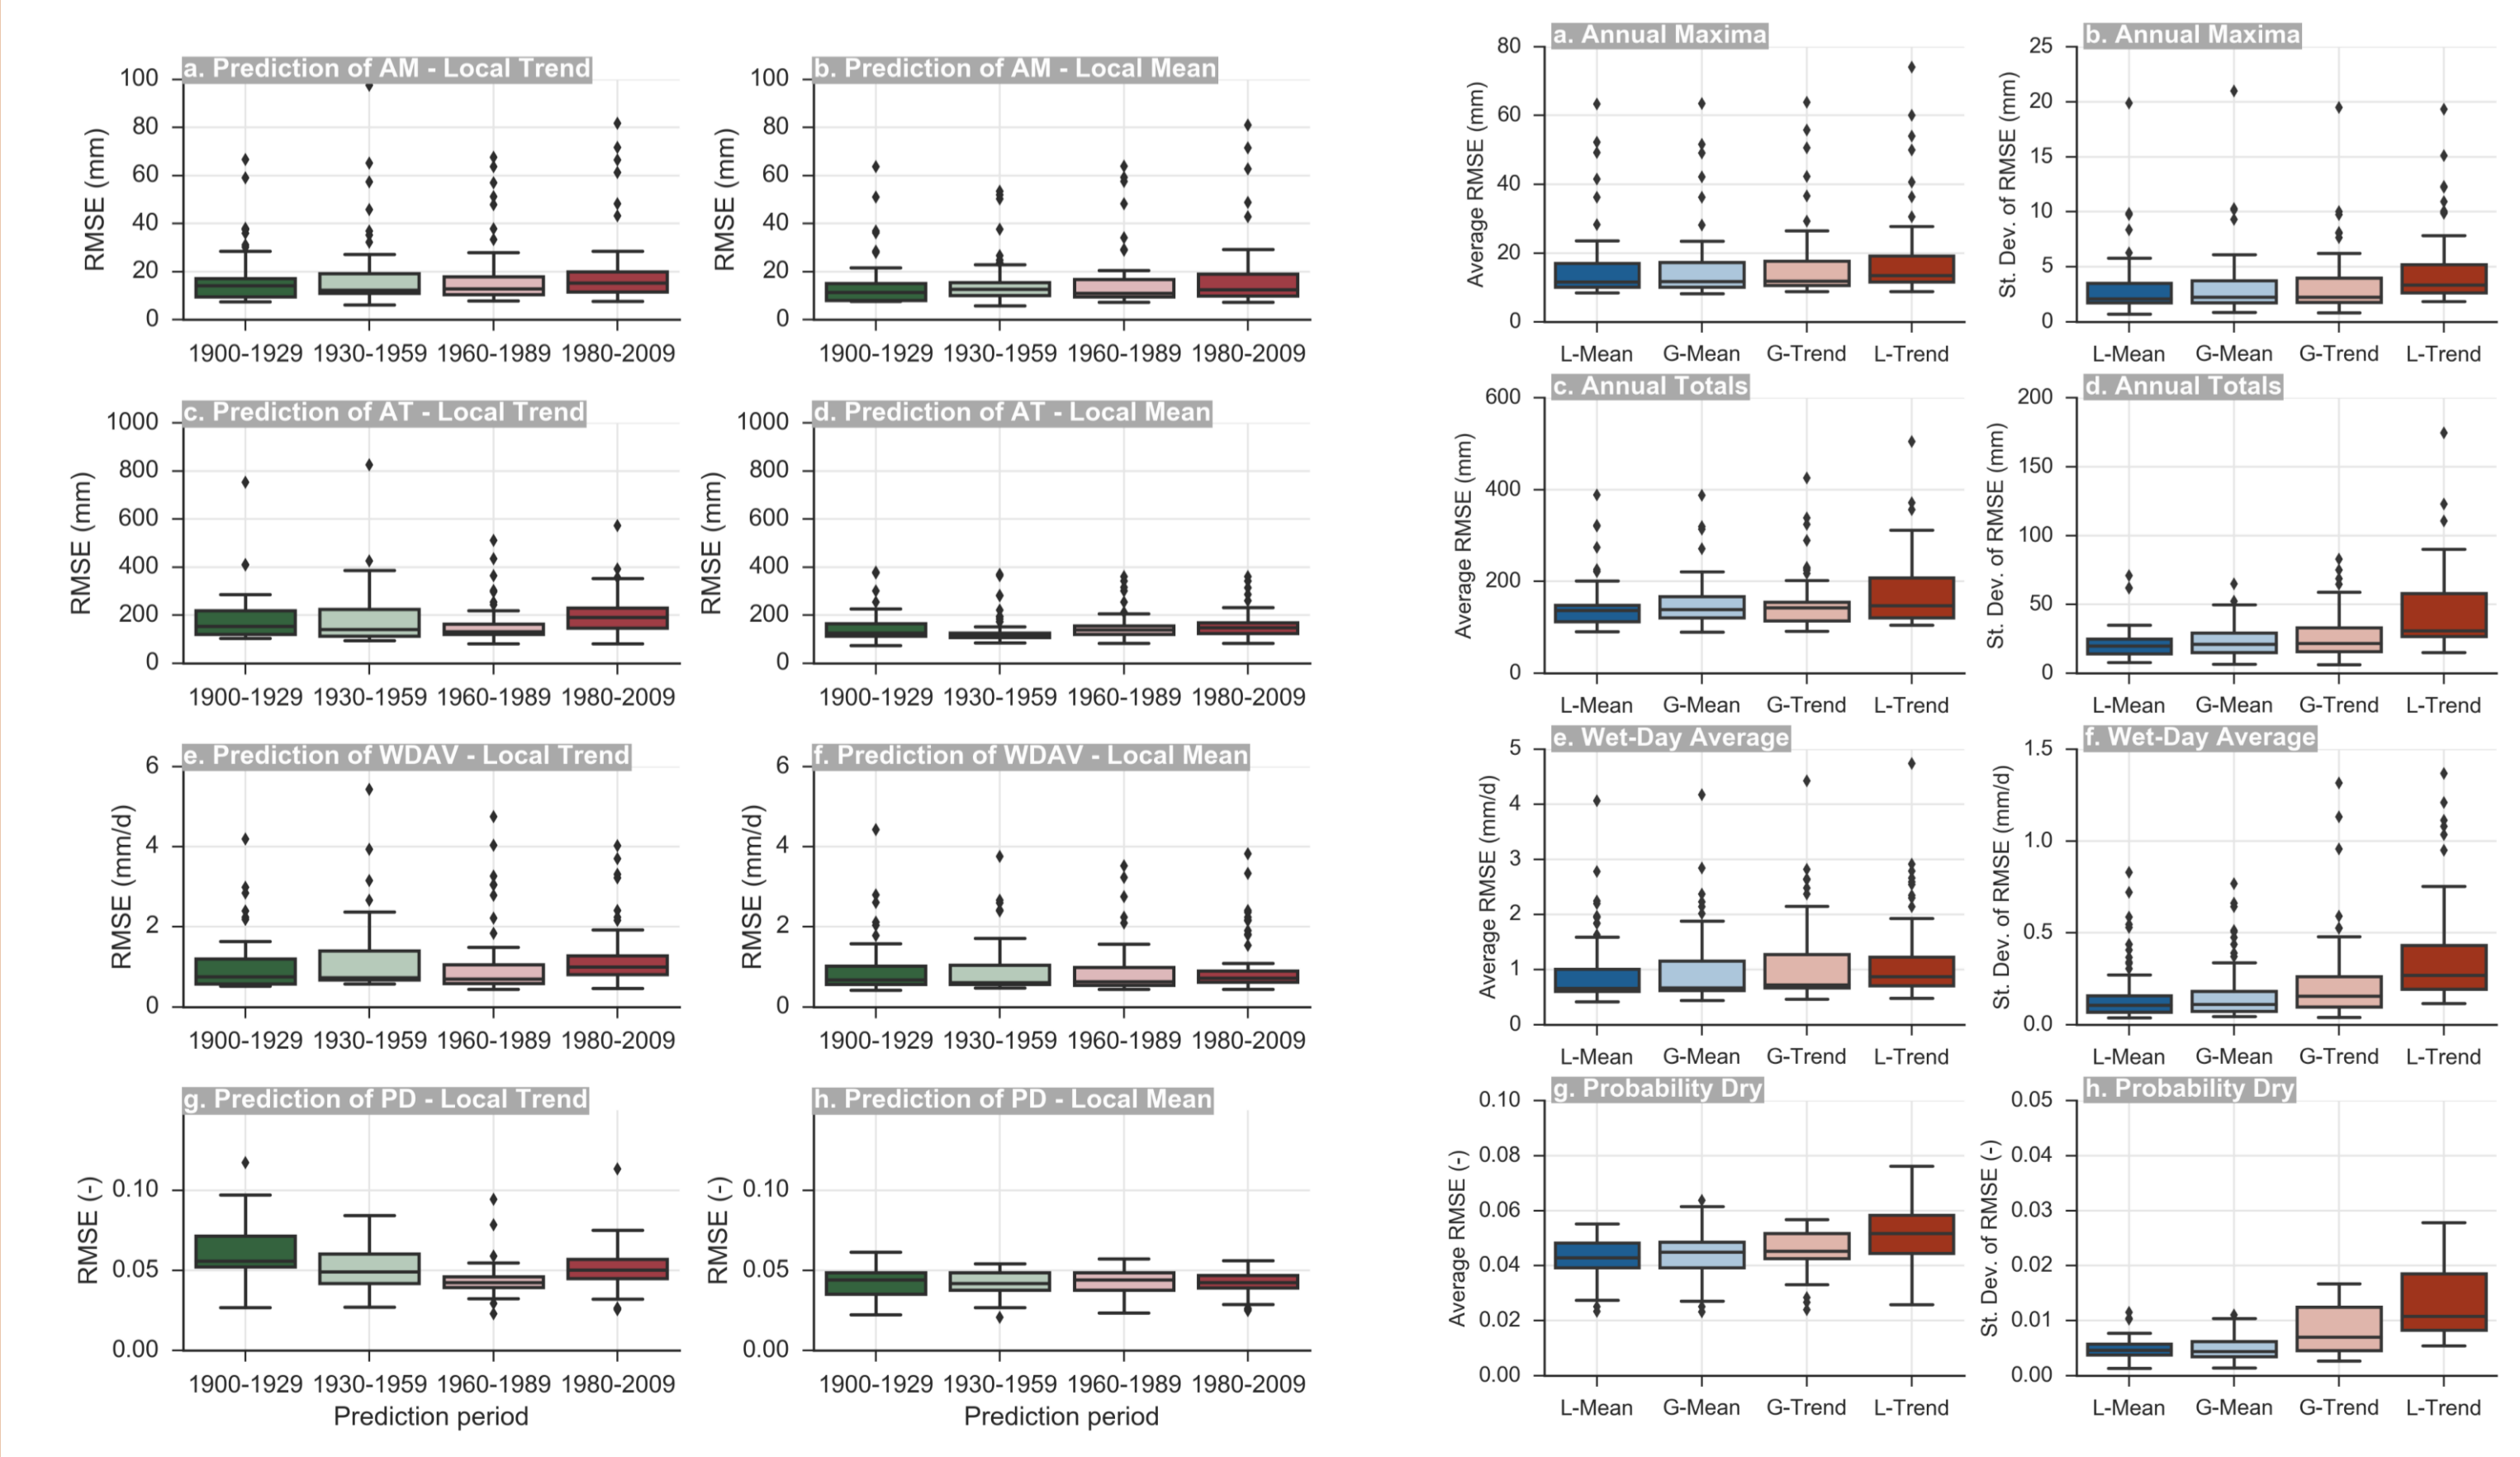 a. Prediction of AM - Local Trend
RMSE (mm)
100
80
60
40
20
0
1900-1929 1930-1959 1960-1989 1980-2009
b. Prediction of AM - Local Mean
RMSE (mm)
100
80
60
40
20
0
1900-1929 1930-1959 1960-1989 1980-2009
c. Prediction of AT - Local Trend
RMSE (mm)
1000
800
600
400
200
0
1900-1929 1930-1959 1960-1989 1980-2009
d. Prediction of AT - Local Mean
RMSE (mm)
1000
800
600
400
200
0
1900-1929 1930-1959 1960-1989 1980-2009
e. Prediction of WDAV - Local Trend
RMSE (mm/d)
6
4
2
0
1900-1929 1930-1959 1960-1989 1980-2009
f. Prediction of WDAV - Local Mean
RMSE (mm/d)
6
4
2
0
1900-1929 1930-1959 1960-1989 1980-2009
g. Prediction of PD - Local Trend
RMSE (-)
0.10
0.05
0.00
1900-1929 1930-1959 1960-1989 1980-2009
Prediction period
h. Prediction of PD - Local Mean
RMSE (-)
0.10
0.05
0.00
1900-1929 1930-1959 1960-1989 1980-2009
Prediction period
a. Annual Maxima
Average RMSE (mm)
80
60
40
20
0
L-Mean G-Mean G-Trend L-Trend
b. Annual Maxima
St. Dev. of RMSE (mm)
25
20
15
10
5
0
L-Mean G-Mean G-Trend L-Trend
c. Annual Totals
Average RMSE (mm)
600
400
200
0
L-Mean G-Mean G-Trend L-Trend
d. Annual Totals
St. Dev. of RMSE (mm)
200
150
100
50
0
L-Mean G-Mean G-Trend L-Trend
e. Wet-Day Average
Average RMSE (mm/d)
5
4
3
2
1
0
L-Mean G-Mean G-Trend L-Trend
f. Wet-Day Average
St. Dev. of RMSE (mm/d)
1.5
1.0
0.5
0.0
L-Mean G-Mean G-Trend L-Trend
g. Probability Dry
Average RMSE (-)
0.10
0.08
0.06
0.04
0.02
0.00
L-Mean G-Mean G-Trend L-Trend
h. Probability Dry
St. Dev. of RMSE (-)
0.05
0.04
0.03
0.02
0.01
0.00
L-Mean G-Mean G-Trend L-Trend